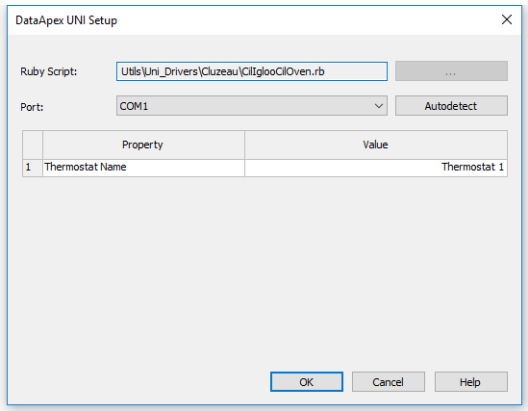 DataApex UNI Setup
Ruby Script: Utils\Uni_Drivers\Cluzeau\CilIglooCilOven.rb ...
Port: COM1 Autodetect
Property Value
1 Thermostat Name Thermostat 1
OK Cancel Help